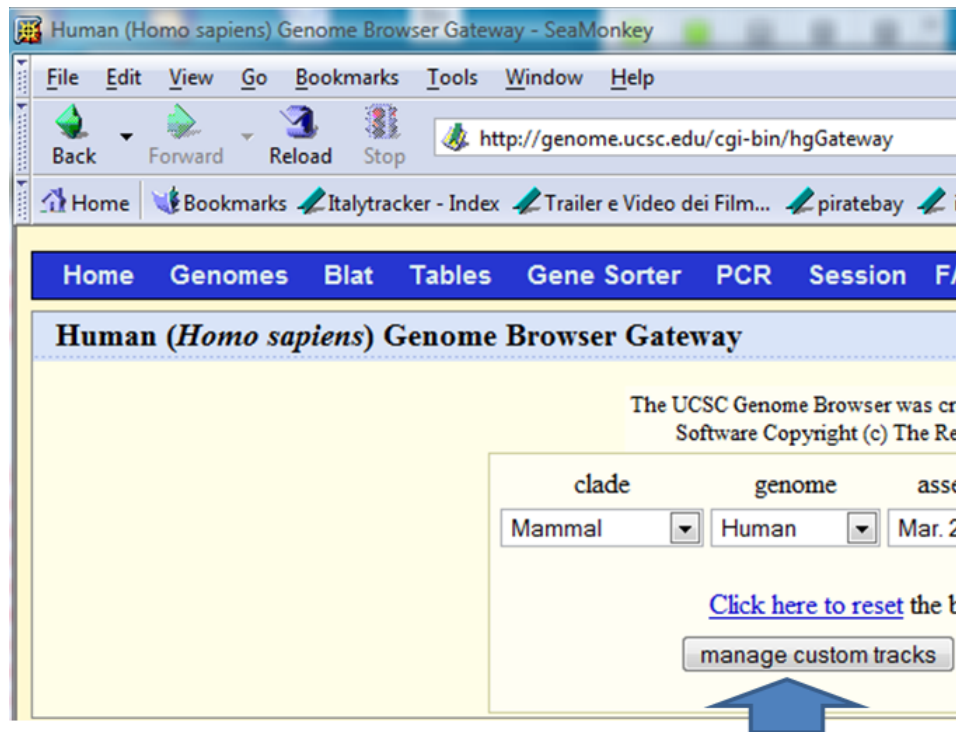 Human (Homo sapiens) Genome Browser Gateway - SeaMonkey
File Edit View Go Bookmarks Tools Window Help
http://genome.ucsc.edu/cgi-bin/hgGateway
Back Forward Reload Stop
Home Bookmarks Italytracker - Index Trailer e Video dei Film... piratebay
Home Genomes Blat Tables Gene Sorter PCR Session
Human (Homo sapiens) Genome Browser Gateway
The UCSC Genome Browser was
Software Copyright (c) The
clade genome
Mammal Human Mar.
Click here to reset the
manage custom tracks